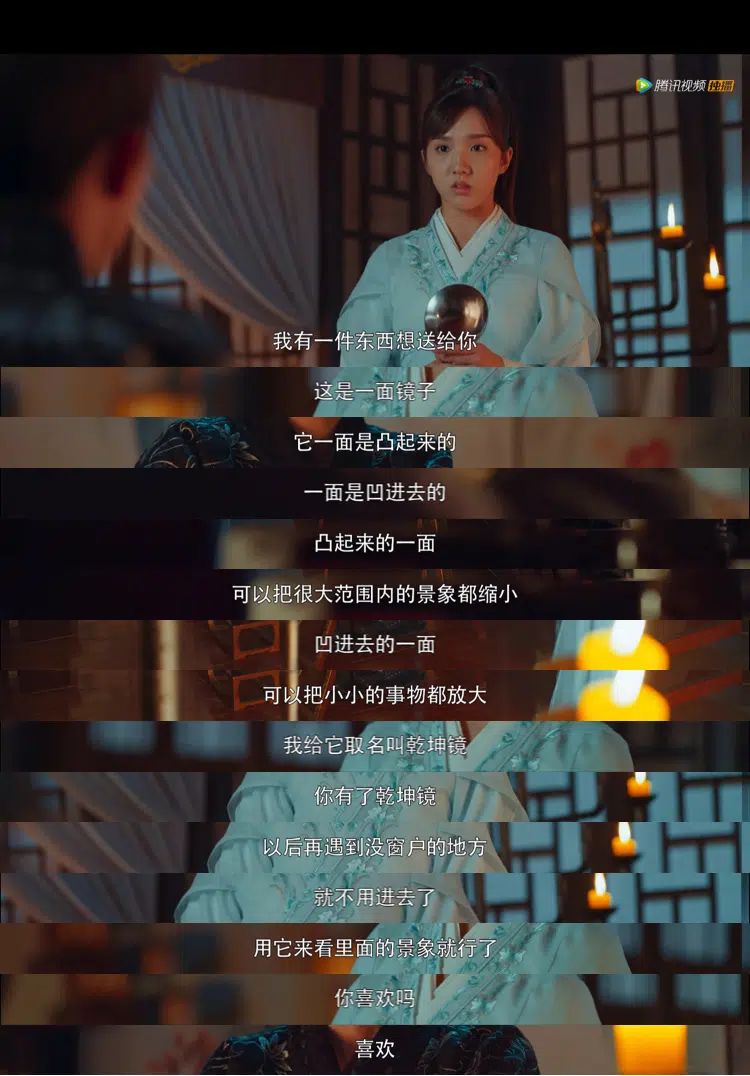 腾讯视频 独播
我有一件东西想送给你
这是一面镜子
它一面是凸起来的
一面是凹进去的
凸起来的一面
可以把很大范围内的景象都缩小
凹进去的一面
可以把小小的事物都放大
我给它取名叫乾坤镜
你有了乾坤镜
以后再遇到没窗户的地方
就不用进去了
用它来看里面的景象就行了
你喜欢吗
喜欢